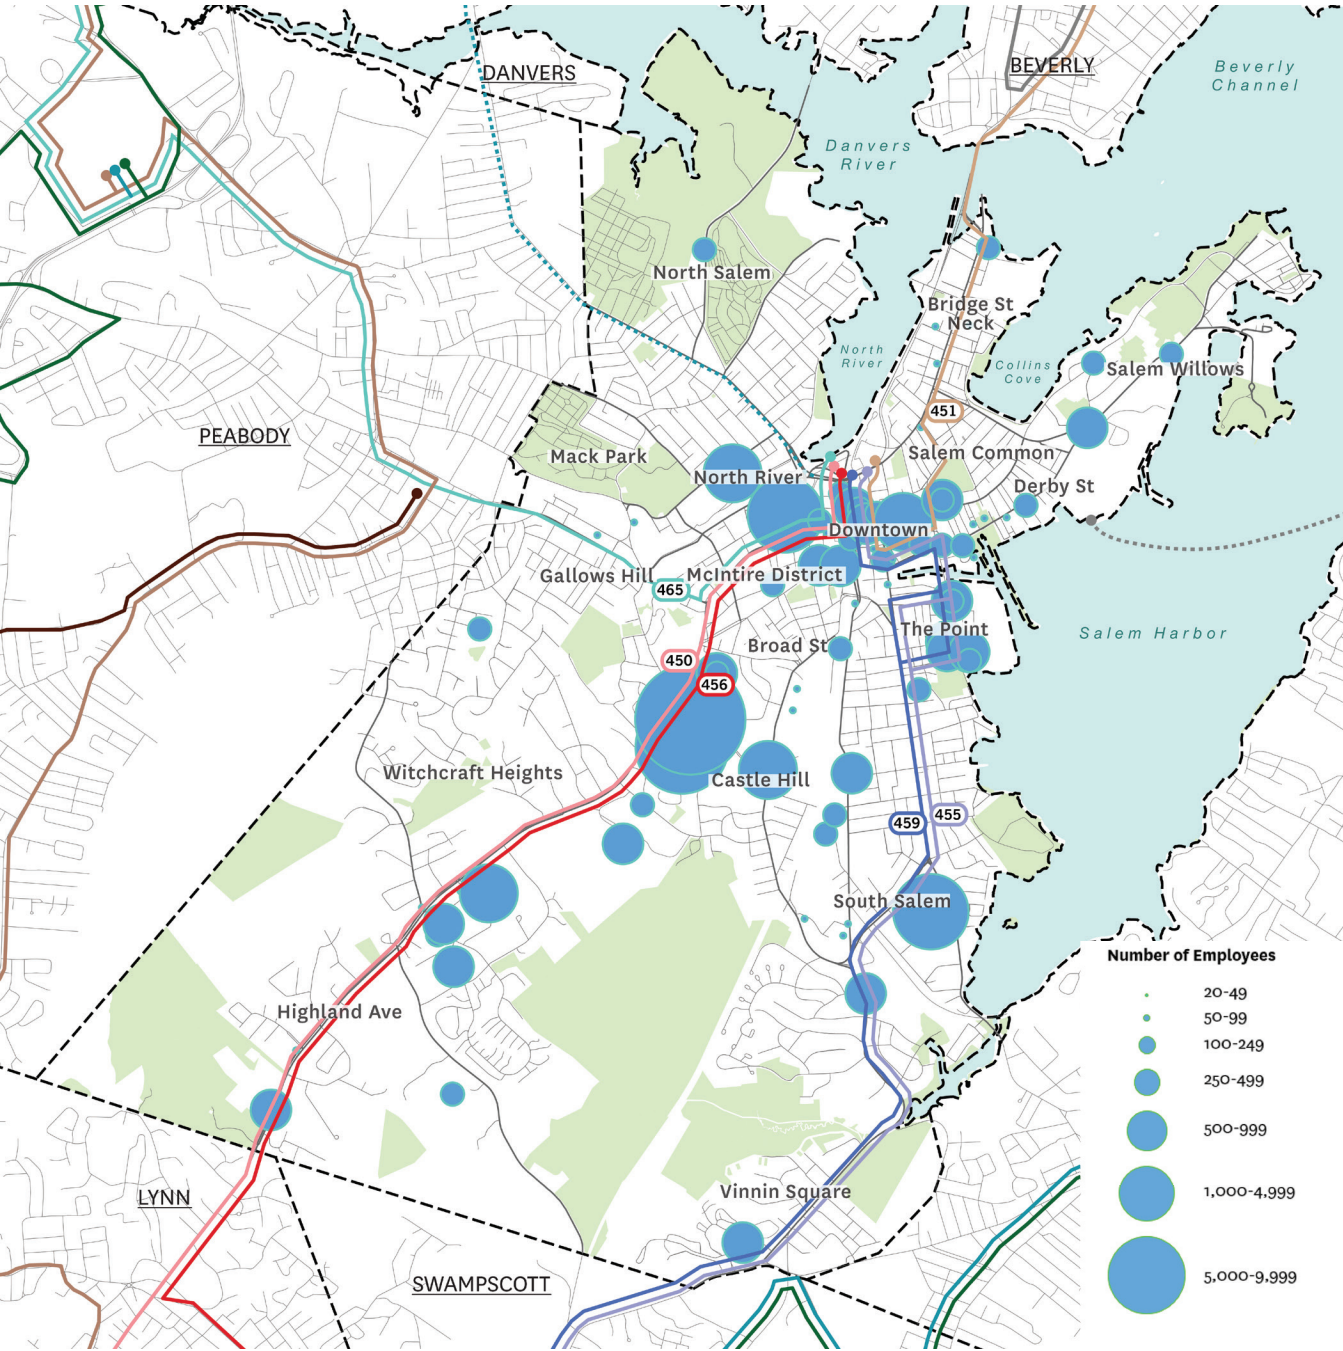 DANVERS
BEVERLY
Beverly
Channel
Danvers
River
North Salem
Bridge St
Neck
North
River
Collins
Cove
Salem Willows
451
PEABODY
Mack Park
North River
Salem Common
Derby St
Downtown
Gallows Hill
465
McIntire District
The Point
Salem Harbor
Broad St
450
456
Witchcraft Heights
Castle Hill
459
455
South Salem
Highland Ave
Number of Employees
20-49
50-99
100-249
250-499
500-999
1,000-4,999
5,000-9,999
LYNN
Vinnin Square
SWAMPSCOTT